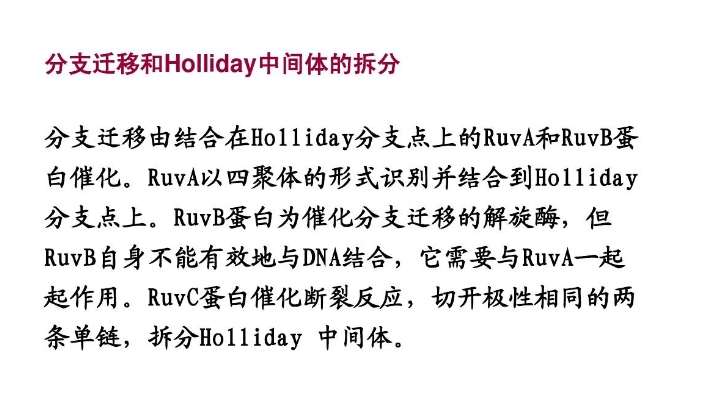 分支迁移和Holliday中间体的拆分
分支迁移由结合在Holliday分支点上的RuvA和RuvB蛋
白催化。RuvA以四聚体的形式识别并结合到Holliday
分支点上。RuvB蛋白为催化分支迁移的解旋酶，但
RuvB自身不能有效地与DNA结合，它需要与RuvA一起
起作用。RuvC蛋白催化断裂反应，切开极性相同的两
条单链，拆分Holliday 中间体。